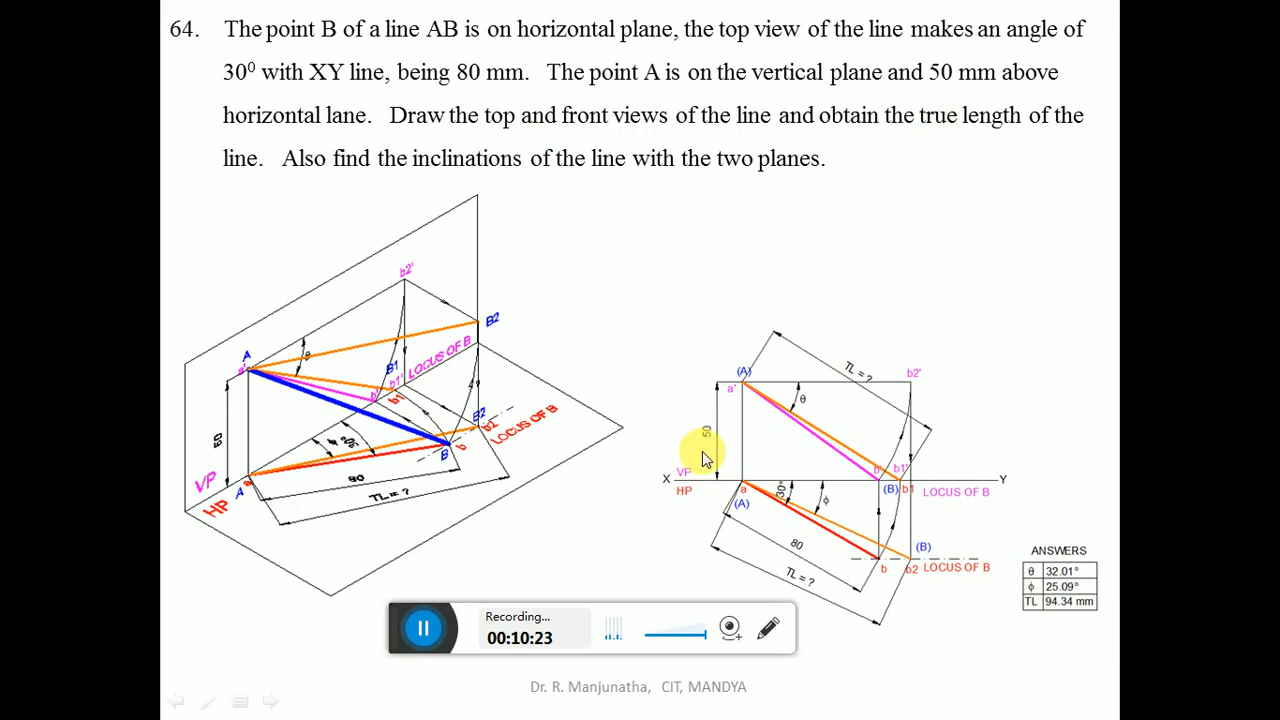 64. The point B of a line AB is on horizontal plane, the top view of the line makes an angle of
30⁰ with XY line, being 80 mm. The point A is on the vertical plane and 50 mm above
horizontal lane. Draw the top and front views of the line and obtain the true length of the
line. Also find the inclinations of the line with the two planes.
b2'
B2
A
a'
θ
B1
LOCUS OF B
b'
b1'
b1
B2
b2
LOCUS OF B
50
VP
HP
A
a
30°
B
b
80
TL = ?
TL = ?
(A)
a'
b2'
θ
50
X
VP
HP
b'
b1'
Y
a
(A)
(B)
b1
LOCUS OF B
30°
ϕ
80
TL = ?
(B)
b
b2
LOCUS OF B
ANSWERS
θ 32.01°
ϕ 25.09°
TL 94.34 mm
Recording...
00:10:23
Dr. R. Manjunatha, CIT, MANDYA